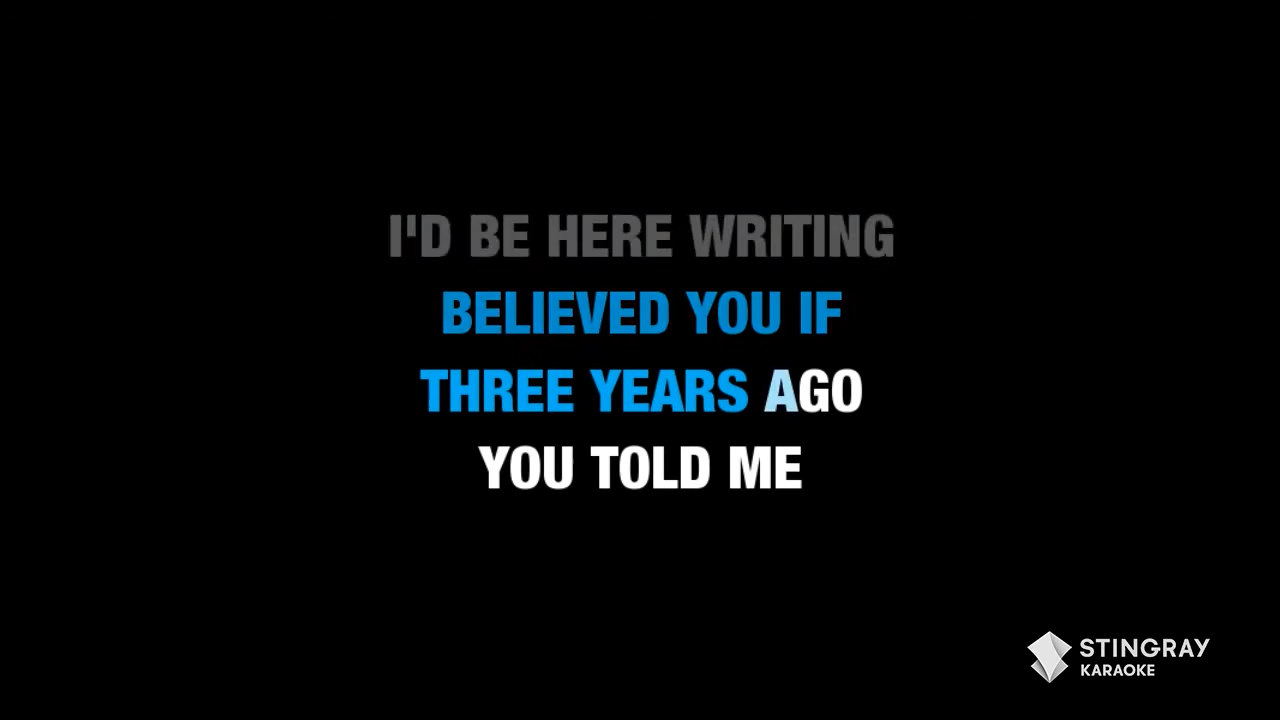 I'D BE HERE WRITING
BELIEVED YOU IF
THREE YEARS AGO
YOU TOLD ME
STINGRAY
KARAOKE